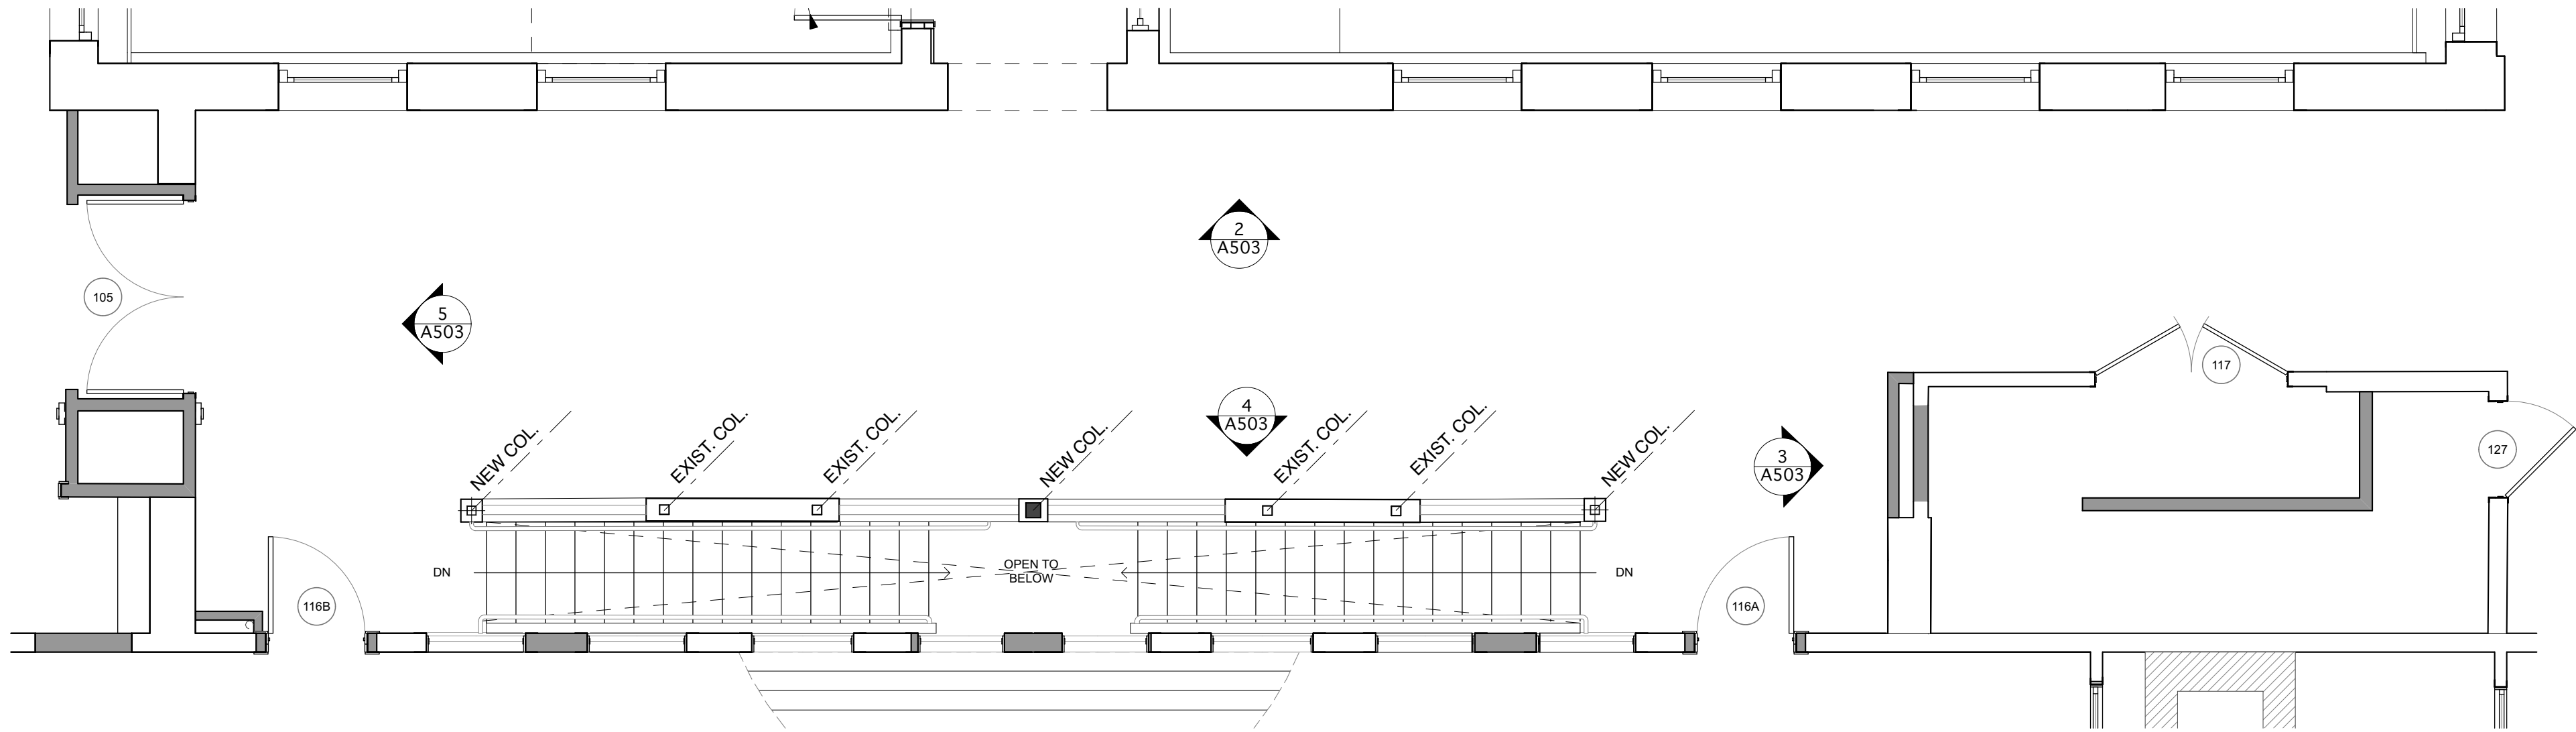 2
A503
105
5
A503
117
4
A503
NEW COL.
EXIST. COL.
EXIST. COL.
NEW COL.
EXIST. COL.
EXIST. COL.
NEW COL.
3
A503
127
DN
OPEN TO
BELOW
DN
116B
116A